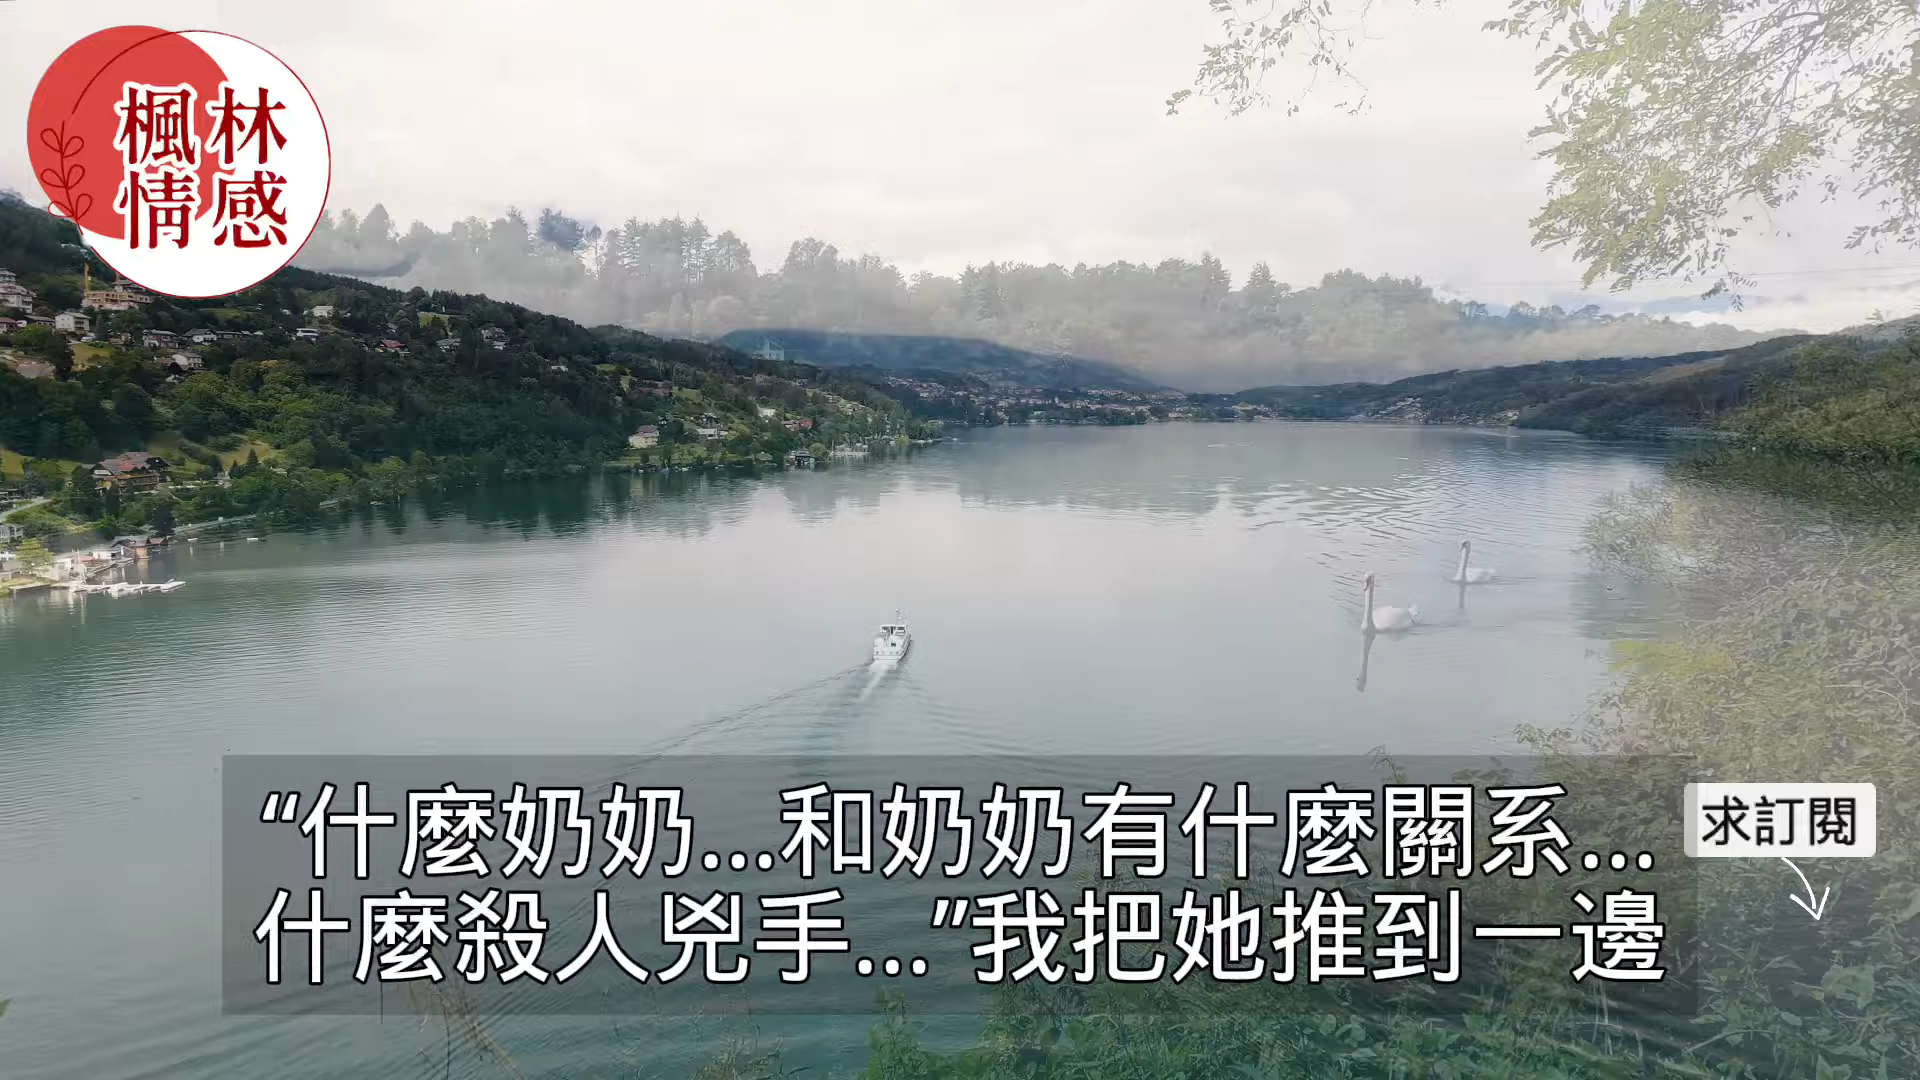 楓林
情感
“什麼奶奶...和奶奶有什麼關系...
什麼殺人兇手...”我把她推到一邊
求訂閱